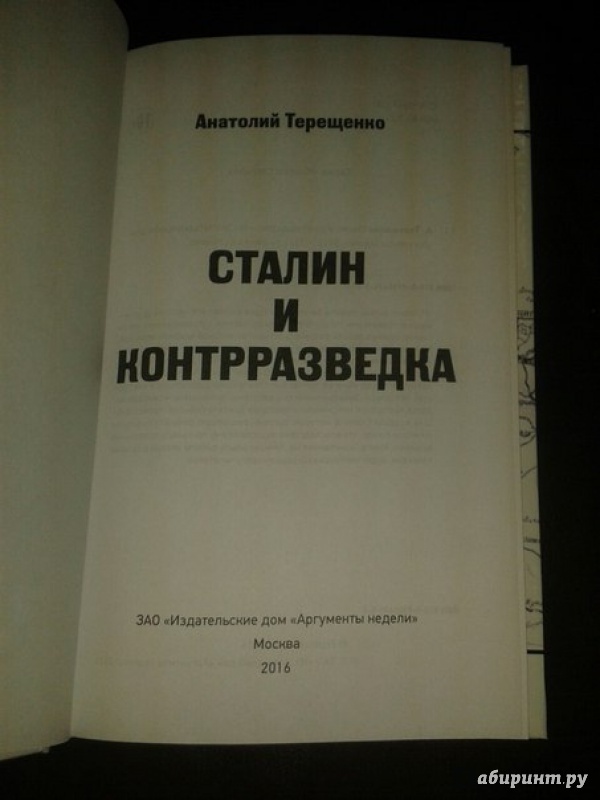 Анатолий Терещенко
СТАЛИН
И
КОНТРРАЗВЕДКА
ЗАО «Издательские дом «Аргументы недели»
Москва
2016
абиринт.ру